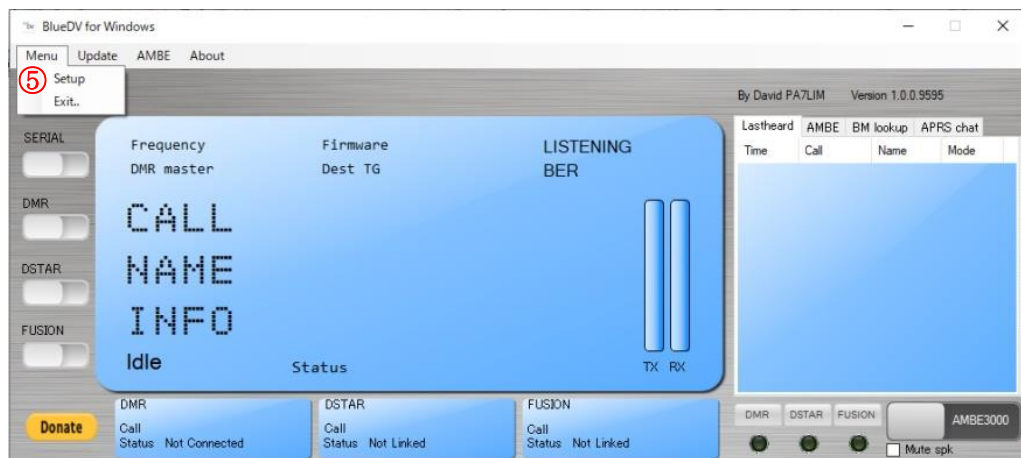 BlueDV for Windows
Menu Update AMBE About
⑤ Setup
Exit..
By David PA7LIM Version 1.0.0.9595
SERIAL
DMR
DSTAR
FUSION
Frequency Firmware LISTENING
DMR master Dest TG BER
CALL
NAME
INFO
Idle Status TX RX
Lastheard AMBE BM lookup APRS chat
Time Call Name Mode
Donate
DMR
Call
Status Not Connected
DSTAR
Call
Status Not Linked
FUSION
Call
Status Not Linked
DMR DSTAR FUSION AMBE3000
Mute spk